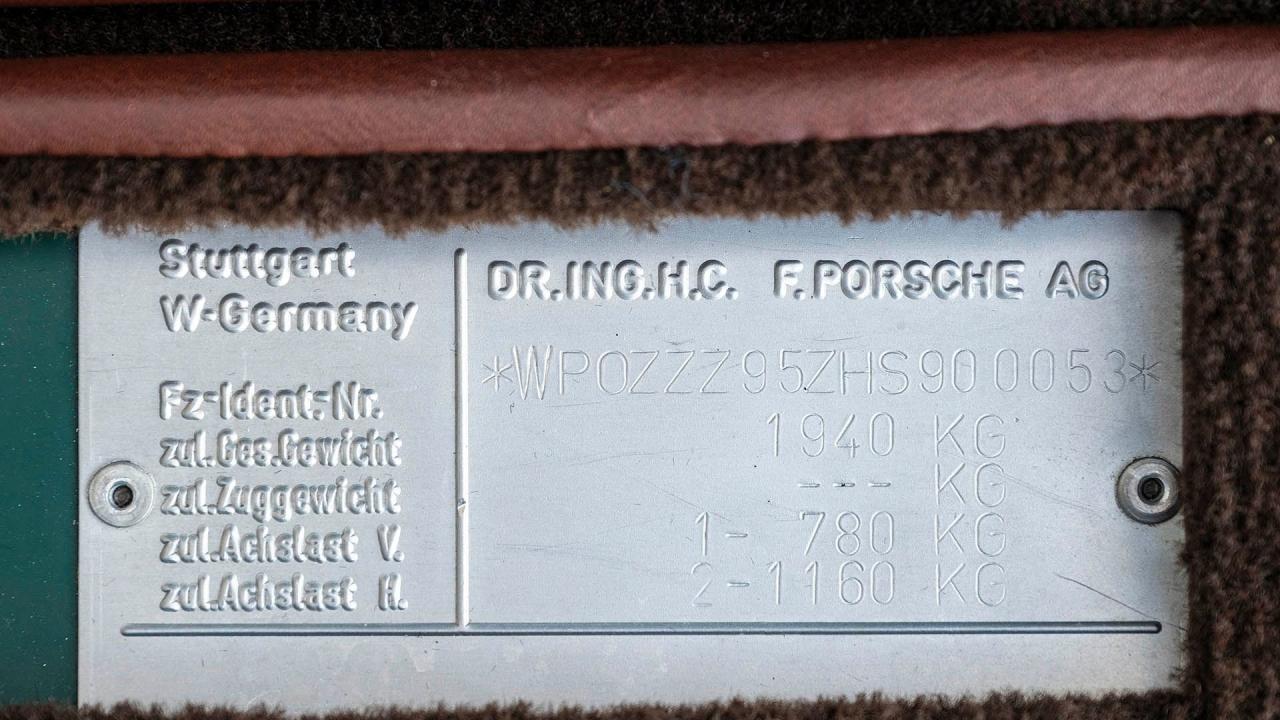 Stuttgart
W-Germany
DR.ING.H.C. F.PORSCHE AG
Fz-Ident.-Nr. *WP0ZZZ95ZHS900053*
zul.Ges.Gewicht 1940 KG
zul.Zuggewicht --- KG
zul.Achslast V. 1- 780 KG
zul.Achslast H. 2-1160 KG